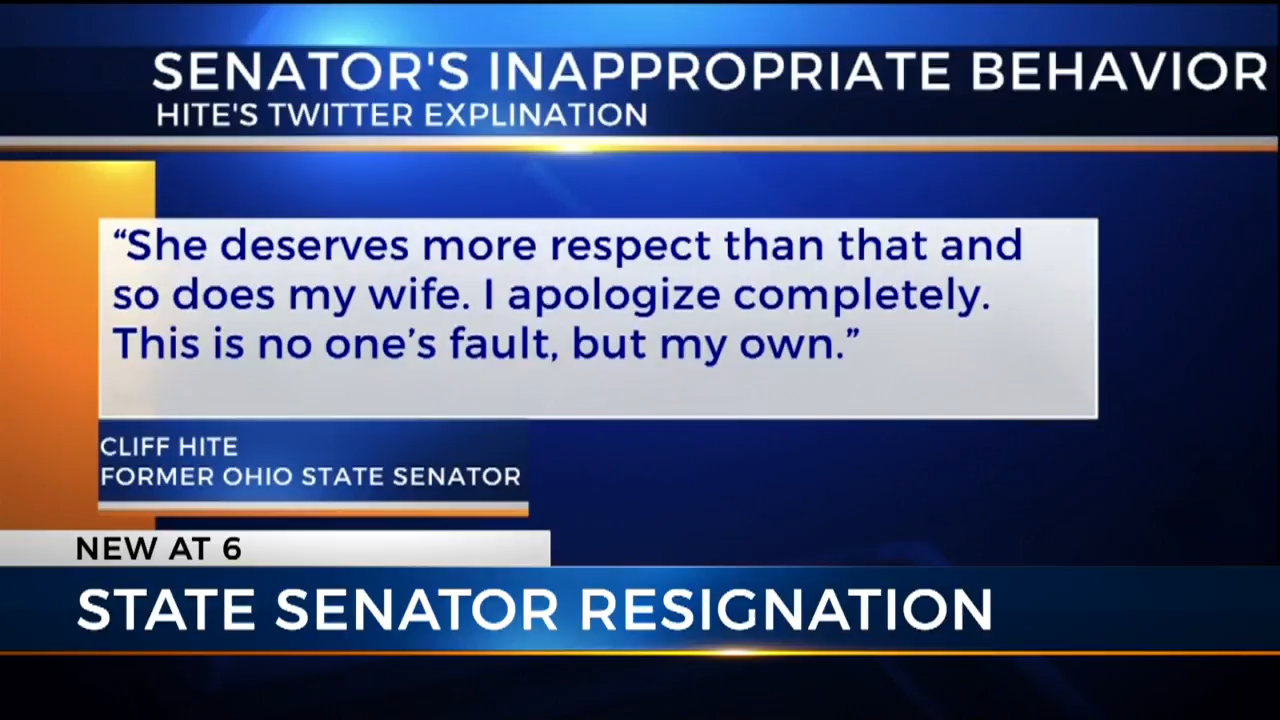 SENATOR'S INAPPROPRIATE BEHAVIOR
HITE'S TWITTER EXPLINATION
“She deserves more respect than that and
so does my wife. I apologize completely.
This is no one’s fault, but my own.”
CLIFF HITE
FORMER OHIO STATE SENATOR
NEW AT 6
STATE SENATOR RESIGNATION